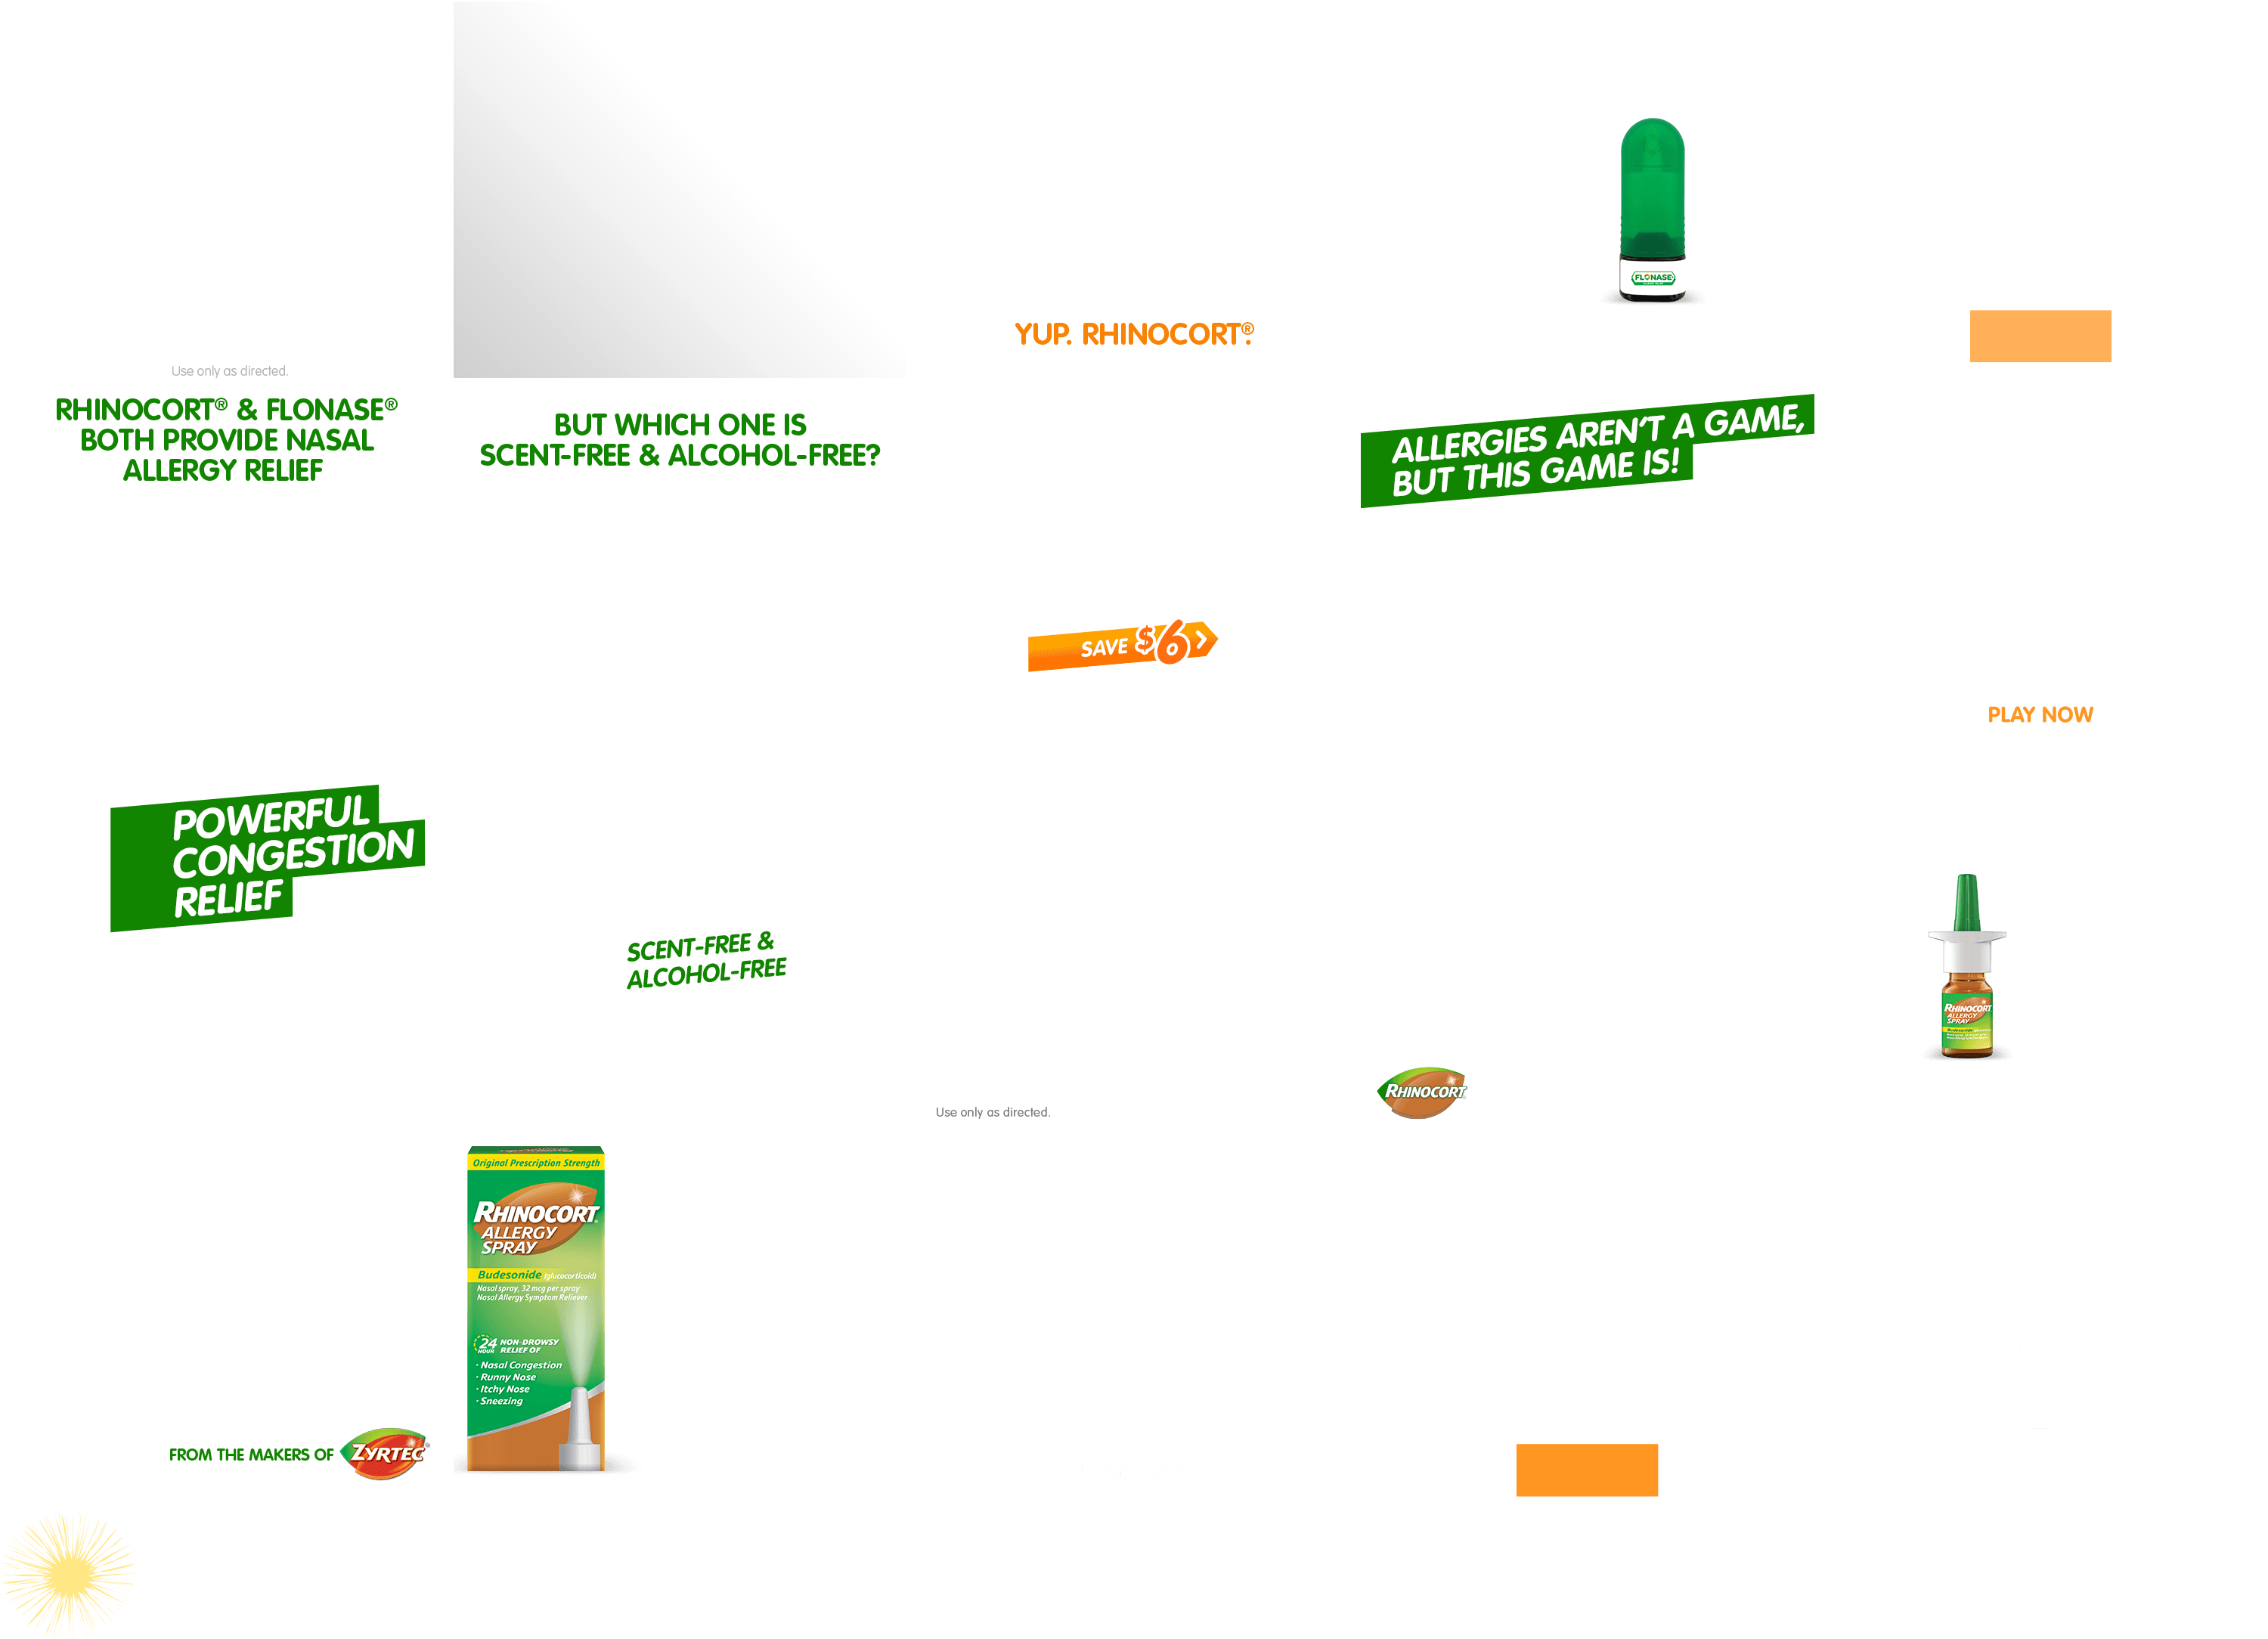 Use only as directed.
RHINOCORT® & FLONASE®
BOTH PROVIDE NASAL
ALLERGY RELIEF
BUT WHICH ONE IS
SCENT-FREE & ALCOHOL-FREE?
YUP. RHINOCORT®.
FLONASE
ALLERGIES AREN'T A GAME,
BUT THIS GAME IS!
SAVE $6 >
PLAY NOW
POWERFUL
CONGESTION
RELIEF
SCENT-FREE &
ALCOHOL-FREE
RHINOCORT
ALLERGY
SPRAY
Budesonide
Use only as directed.
RHINOCORT
Original Prescription Strength
RHINOCORT
ALLERGY
SPRAY
Budesonide (glucocorticoid)
Nasal spray, 32 mcg per spray
Nasal Allergy Symptom Reliever
24 HOUR NON-DROWSY
RELIEF OF
· Nasal Congestion
· Runny Nose
· Itchy Nose
· Sneezing
FROM THE MAKERS OF ZYRTEC®